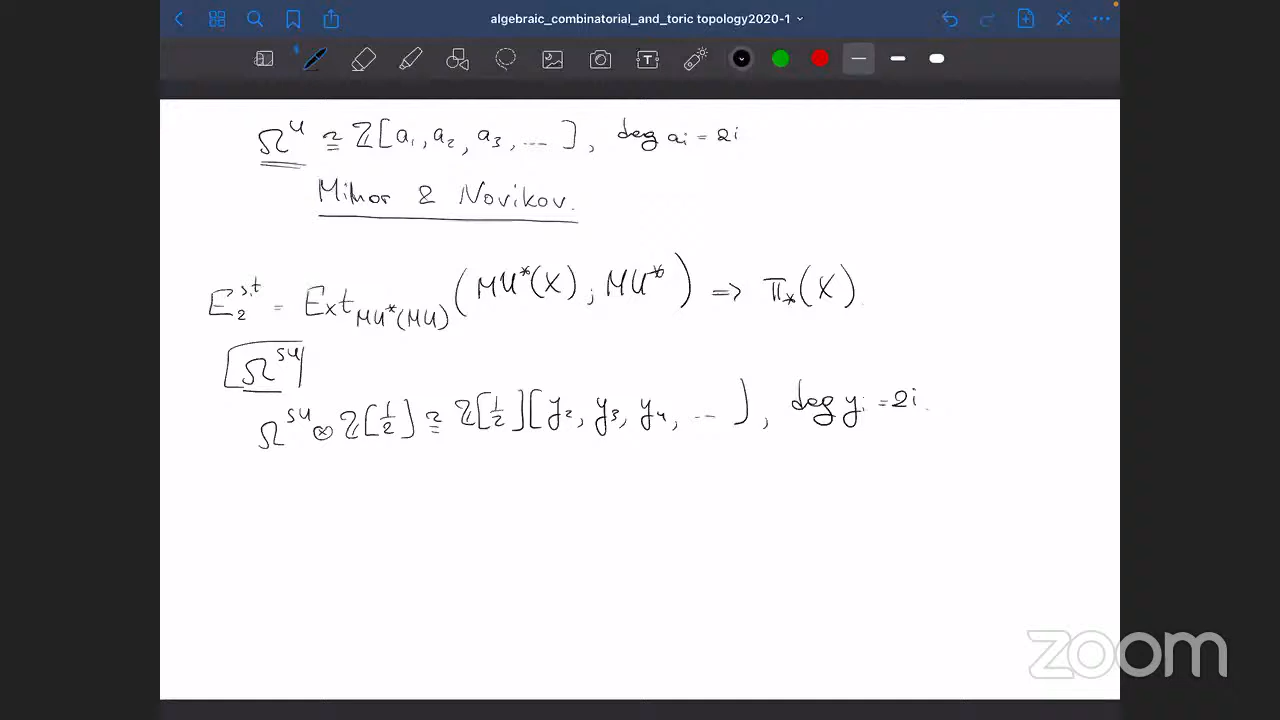 algebraic_combinatorial_and_toric topology2020-1
T
Ω^U ≅ ℤ[a₁, a₂, a₃, ...], deg aᵢ = 2i
Milnor & Novikov.
E₂^{s,t} = Ext_{MU*(MU)}(MU*(X); MU*) ⇒ π_*(X).
Ω^{SU}
Ω^{SU} ⊗ ℤ[1/2] ≅ ℤ[1/2][y₂, y₃, y₄, ...], deg yᵢ = 2i.
zoom